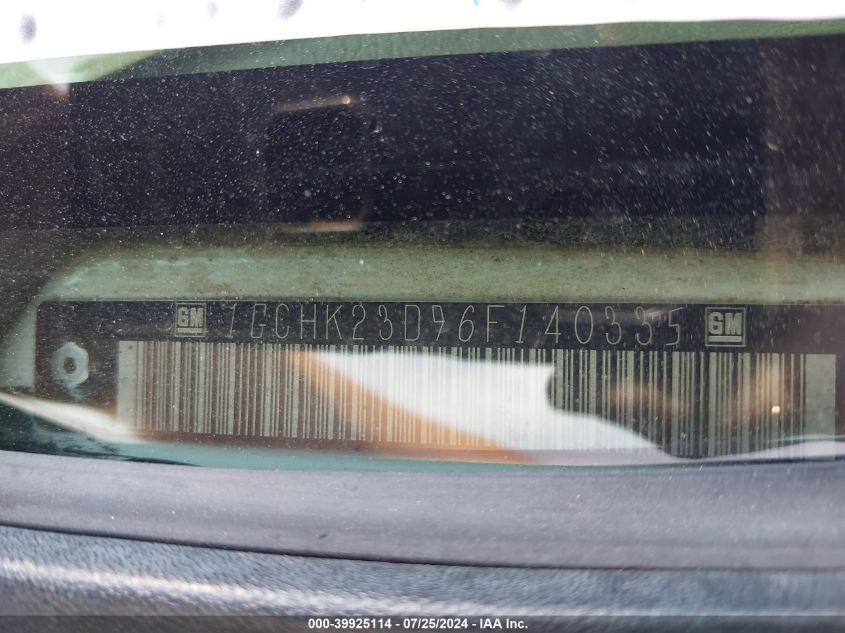 GM 1GCHK23D96F140335 GM
000-39925114 - 07/25/2024 - IAA Inc.